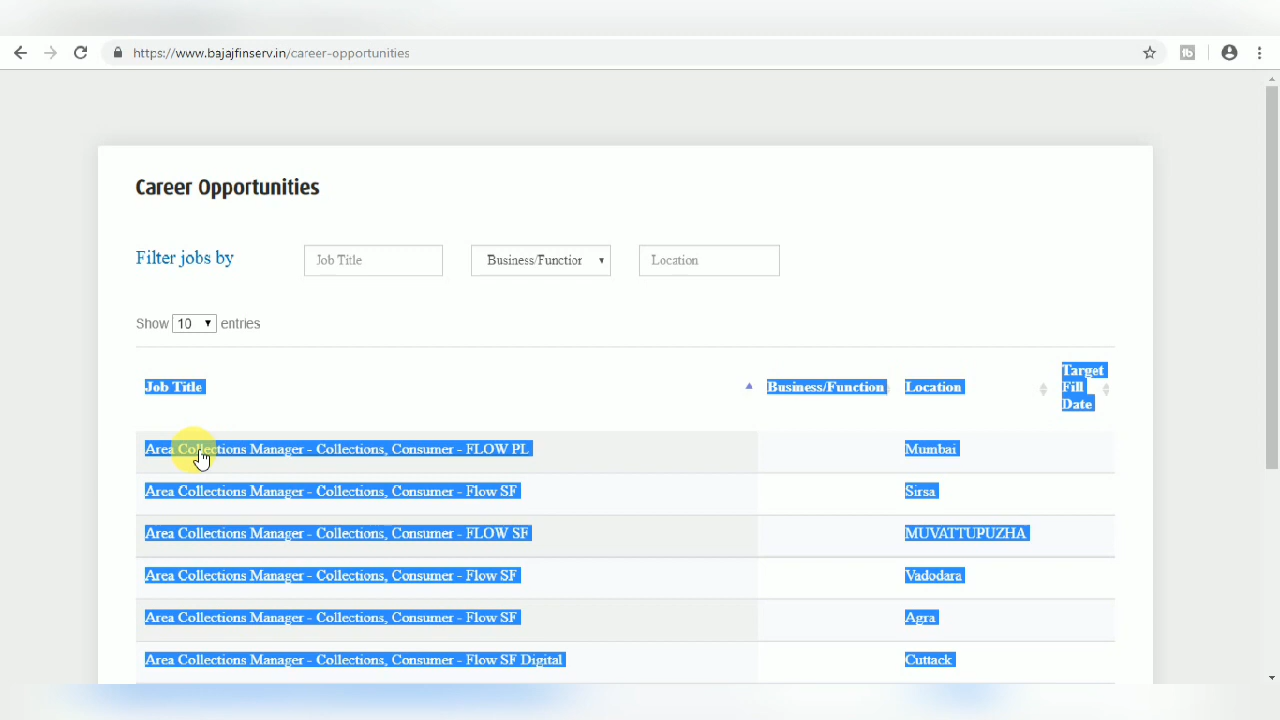 https://www.bajajfinserv.in/career-opportunities
Career Opportunities
Filter jobs by Job Title Business/Function Location
Show 10 entries
Job Title Business/Function Location Target Fill Date
Area Collections Manager - Collections, Consumer - FLOW PL Mumbai
Area Collections Manager - Collections, Consumer - Flow SF Sirsa
Area Collections Manager - Collections, Consumer - FLOW SF MUVATTUPUZHA
Area Collections Manager - Collections, Consumer - Flow SF Vadodara
Area Collections Manager - Collections, Consumer - Flow SF Agra
Area Collections Manager - Collections, Consumer - Flow SF Digital Cuttack